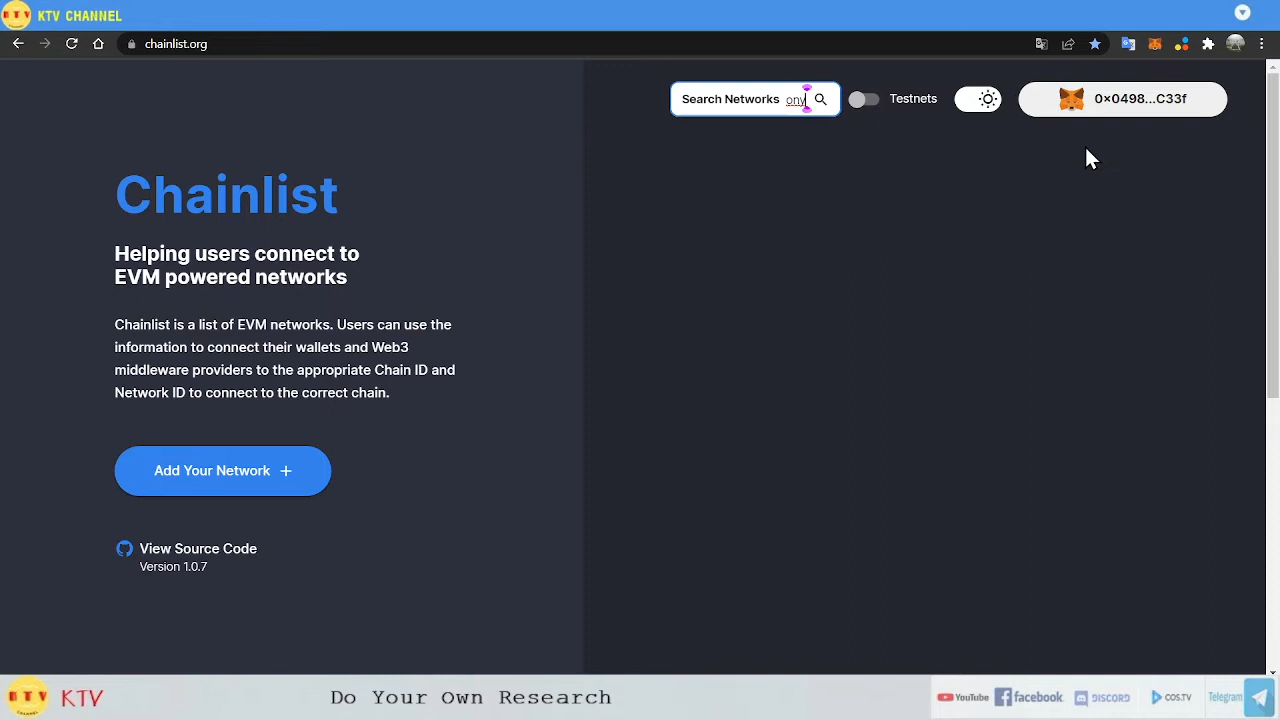 KTV CHANNEL
chainlist.org
Search Networks ony
Testnets
0x0498...C33f
Chainlist
Helping users connect to
EVM powered networks
Chainlist is a list of EVM networks. Users can use the
information to connect their wallets and Web3
middleware providers to the appropriate Chain ID and
Network ID to connect to the correct chain.
Add Your Network +
View Source Code
Version 1.0.7
KTV CHANNEL
KTV
Do Your Own Research
YouTube
facebook
DISCORD
COS.TV
Telegram